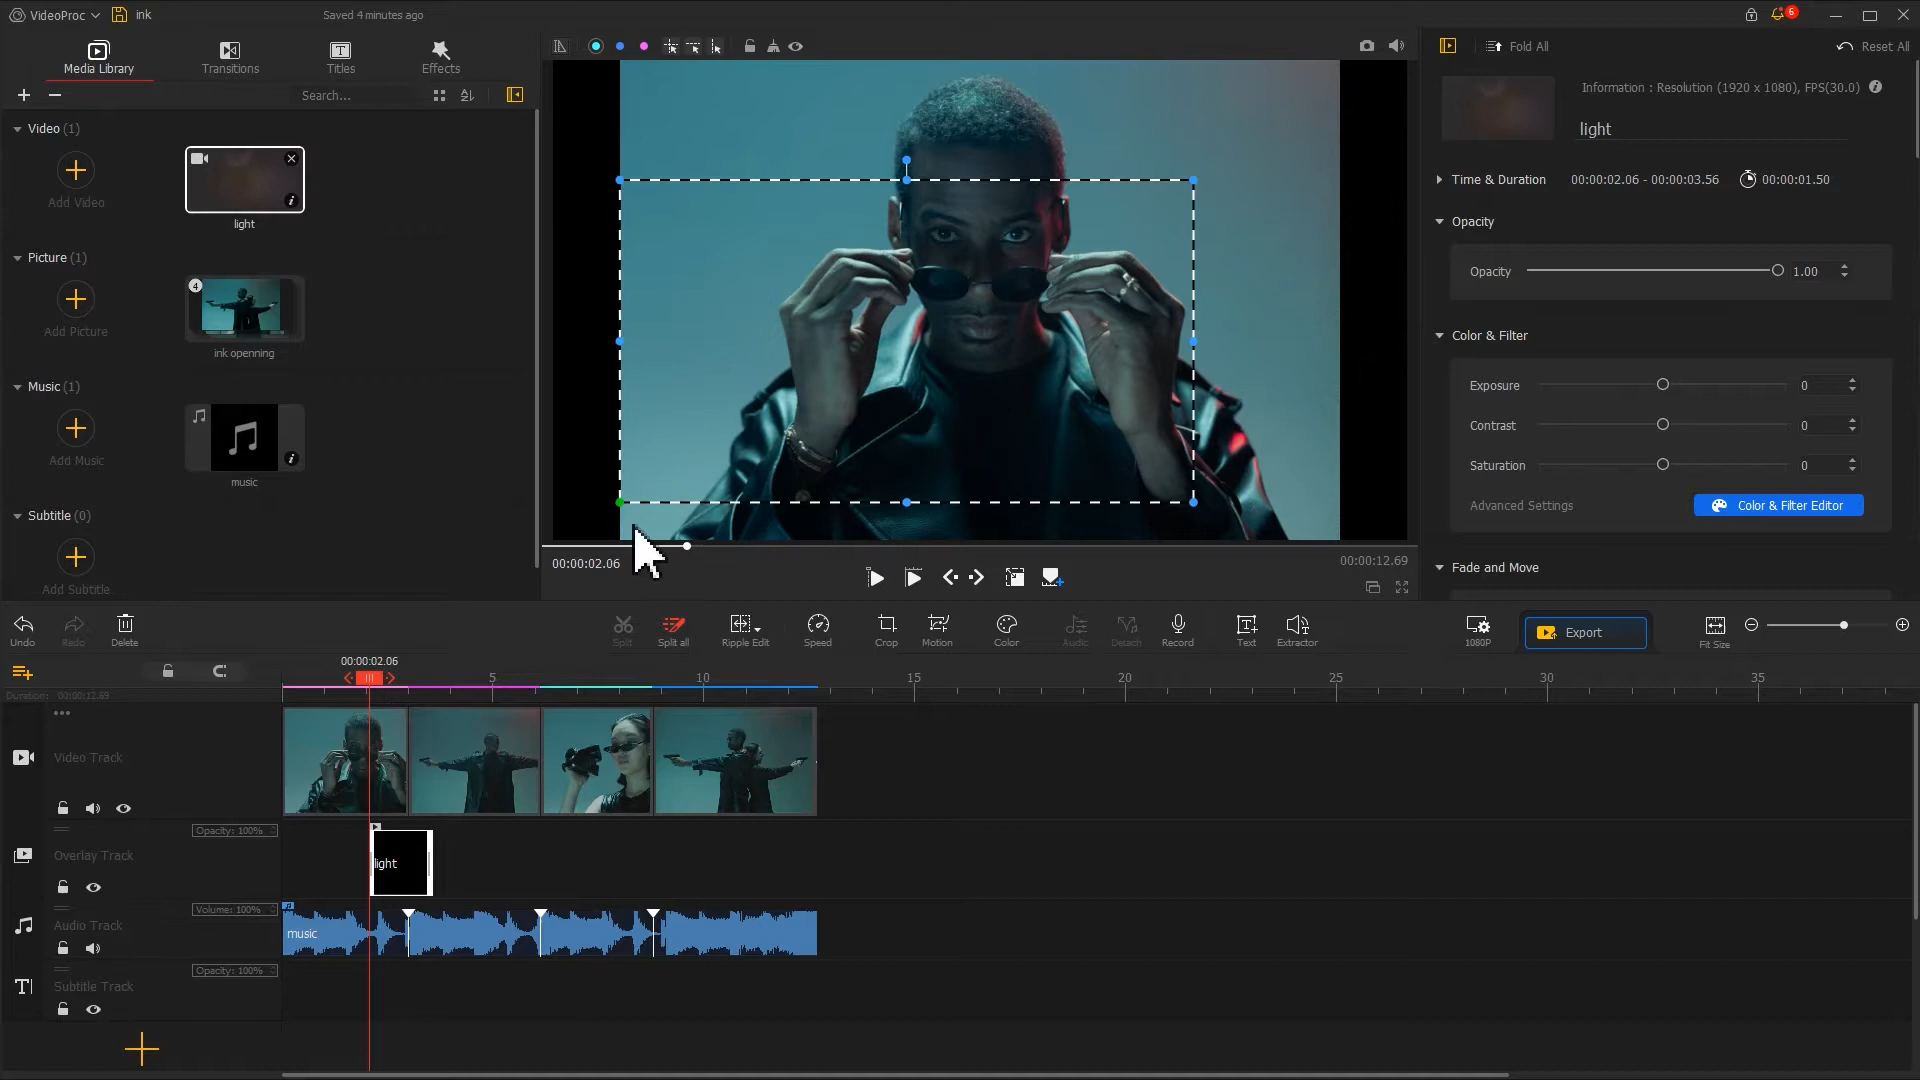 VideoProc
ink
Saved 4 minutes ago
6
Media Library
Transitions
Titles
Effects
Search...
Fold All
Reset All
Information : Resolution (1920 x 1080), FPS(30.0)
light
Video (1)
Add Video
light
Picture (1)
Add Picture
4
ink openning
Music (1)
Add Music
music
Subtitle (0)
Add Subtitle
Time & Duration
00:00:02.06 - 00:00:03.56
00:00:01.50
Opacity
Opacity
1.00
Color & Filter
Exposure
0
Contrast
0
Saturation
0
Advanced Settings
Color & Filter Editor
Fade and Move
00:00:02.06
00:00:12.69
Undo
Redo
Delete
Split
Split all
Ripple Edit
Speed
Crop
Motion
Color
Audio
Detach
Record
Text
Extractor
1080P
Export
Fit Size
00:00:02.06
5
10
15
20
25
30
35
Duration: 00:00:12.69
Video Track
Opacity: 100%
Overlay Track
light
Volume: 100%
Audio Track
music
Opacity: 100%
Subtitle Track